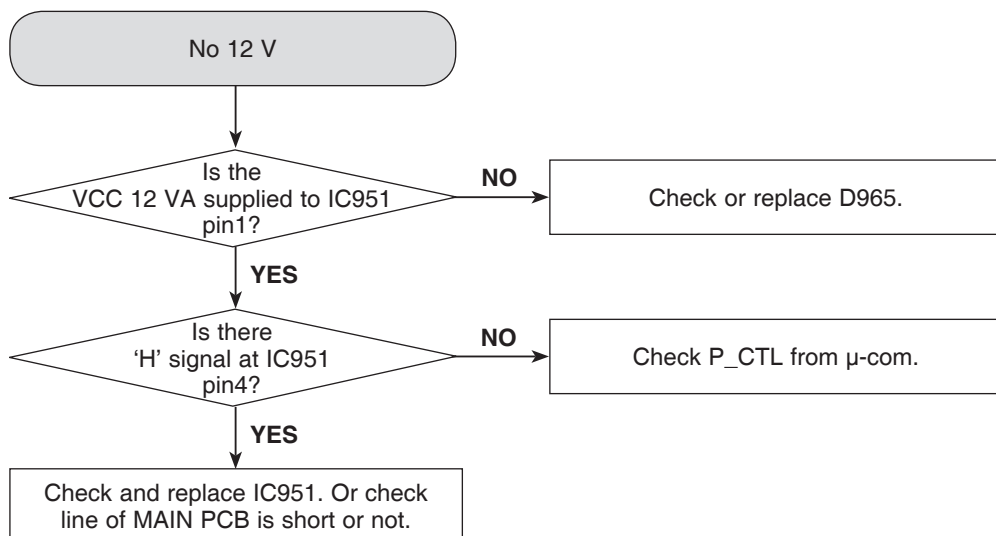 No 12 V
Is the
VCC 12 VA supplied to IC951
pin1?
NO
Check or replace D965.
YES
Is there
‘H’ signal at IC951
pin4?
NO
Check P_CTL from µ-com.
YES
Check and replace IC951. Or check
line of MAIN PCB is short or not.